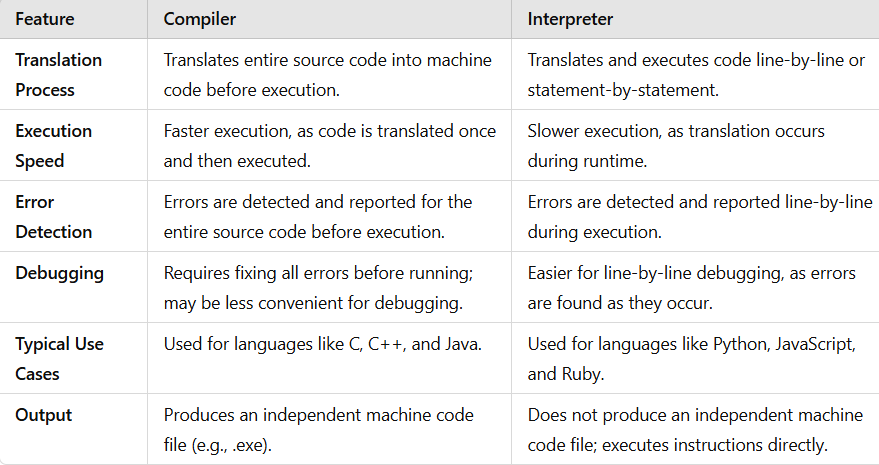 Feature Compiler Interpreter
Translation Process
Translates entire source code into machine
code before execution.
Translates and executes code line-by-line or
statement-by-statement.
Execution Speed
Faster execution, as code is translated once
and then executed.
Slower execution, as translation occurs
during runtime.
Error Detection
Errors are detected and reported for the
entire source code before execution.
Errors are detected and reported line-by-line
during execution.
Debugging
Requires fixing all errors before running;
may be less convenient for debugging.
Easier for line-by-line debugging, as errors
are found as they occur.
Typical Use Cases
Used for languages like C, C++, and Java.
Used for languages like Python, JavaScript,
and Ruby.
Output
Produces an independent machine code
file (e.g., .exe).
Does not produce an independent machine
code file; executes instructions directly.